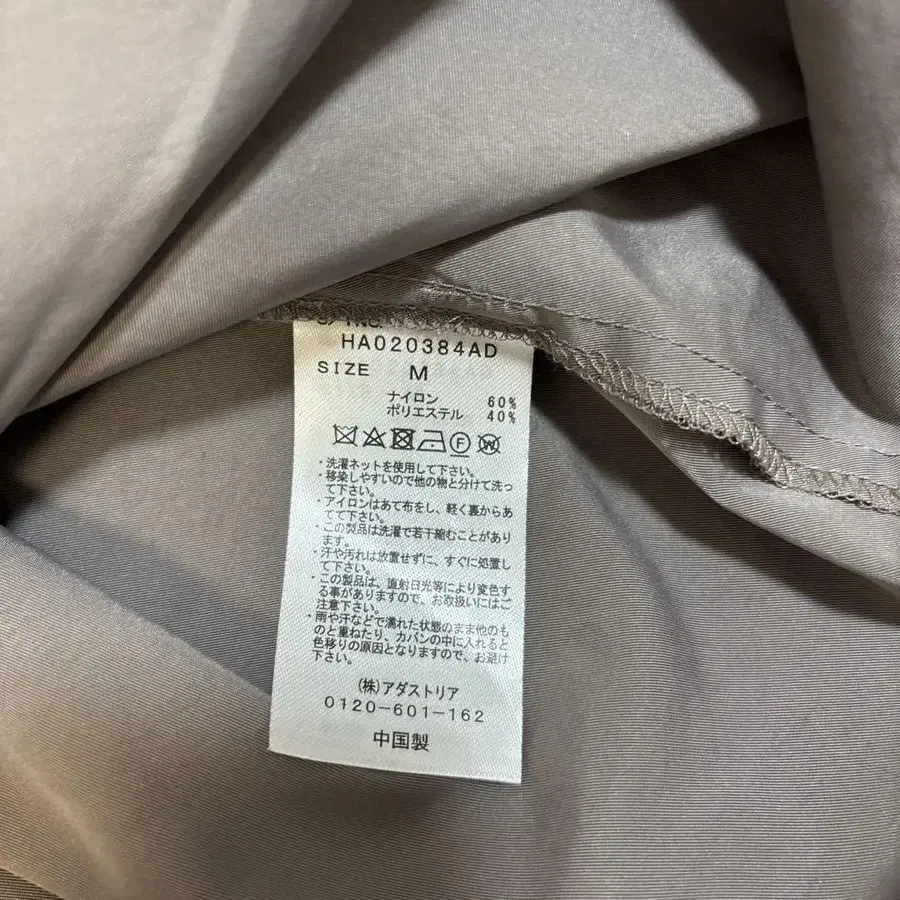 HA020384AD
SIZE M
ナイロン 60%
ポリエステル 40%
・洗濯ネットを使用して下さい。
・移染しやすいので他の物と分けて洗っ
て下さい。
・アイロンはあて布をし、軽く裏からあ
てて下さい。
・この製品は洗濯で若干縮むことがあり
ます。
・汗や汚れは放置せずに、すぐに処置し
て下さい。
・この製品は、直射日光等により変色す
る事がありますので、お取扱いにはご
注意下さい。
・雨や汗などで濡れた状態のまま他のも
のと重ねたり、カバンの中に入れると
色移りの原因となりますので、お避け
下さい。
(株)アダストリア
0120-601-162
中国製